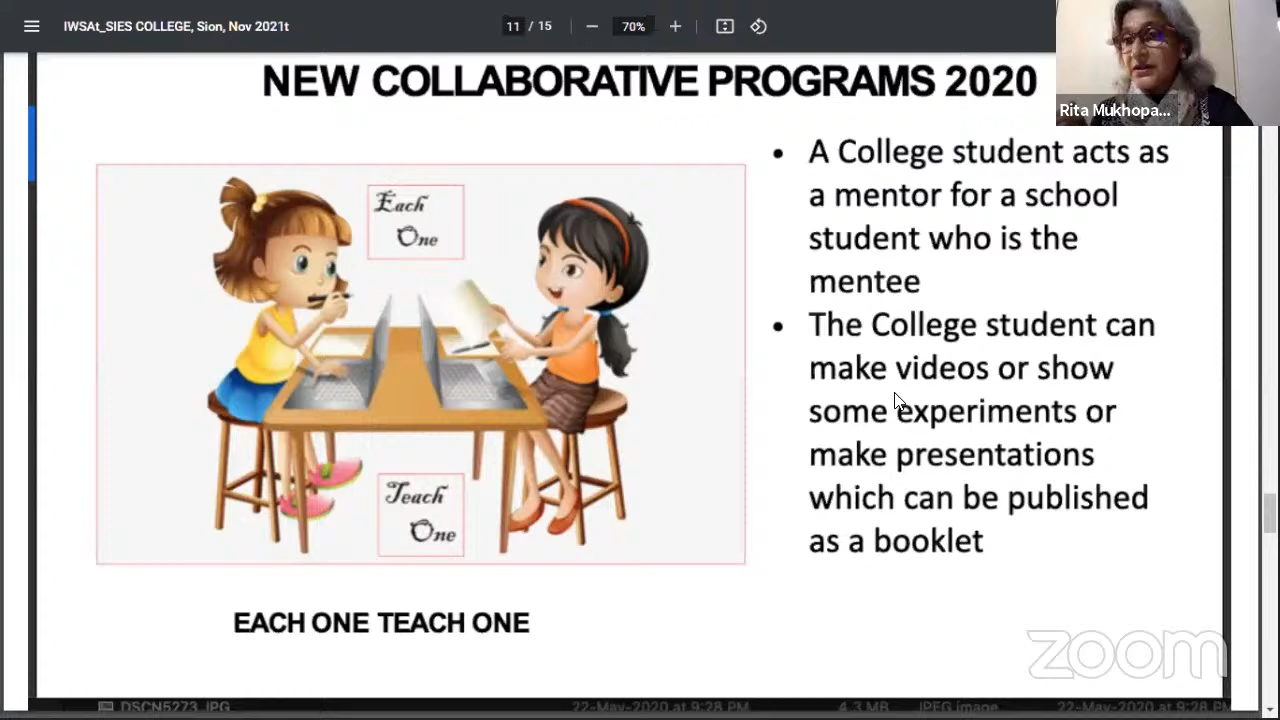 IWSAt_SIES COLLEGE, Sion, Nov 2021t
11 / 15
70%
Rita Mukhopa...
NEW COLLABORATIVE PROGRAMS 2020
Each
One
Teach
One
EACH ONE TEACH ONE
• A College student acts as
a mentor for a school
student who is the
mentee
• The College student can
make videos or show
some experiments or
make presentations
which can be published
as a booklet
zoom
DSCN5273.JPG 22-May-2020 at 9:28 PM 4.3 MB JPEG image 22-May-2020 at 9:28 PM